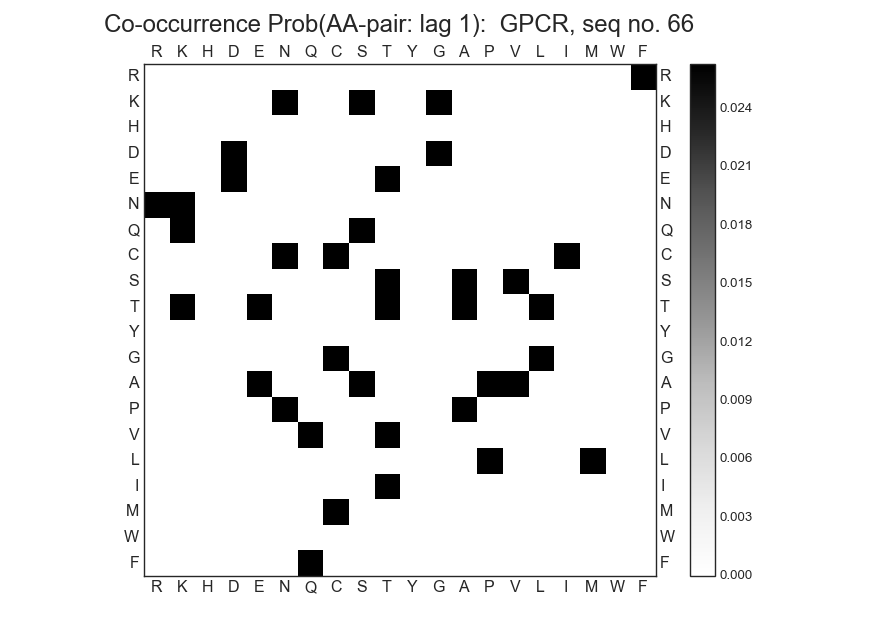 Co-occurrence Prob(AA-pair: lag 1):  GPCR, seq no. 66
R K H D E N Q C S T Y G A P V L I M W F
R R
K K
0.024
H H
D D
0.021
E E
N N
0.018
Q Q
C C
0.015
S S
T T
0.012
Y Y
G G
0.009
A A
P P
V V
0.006
L L
I I
0.003
M M
W W
F F
0.000
R K H D E N Q C S T Y G A P V L I M W F